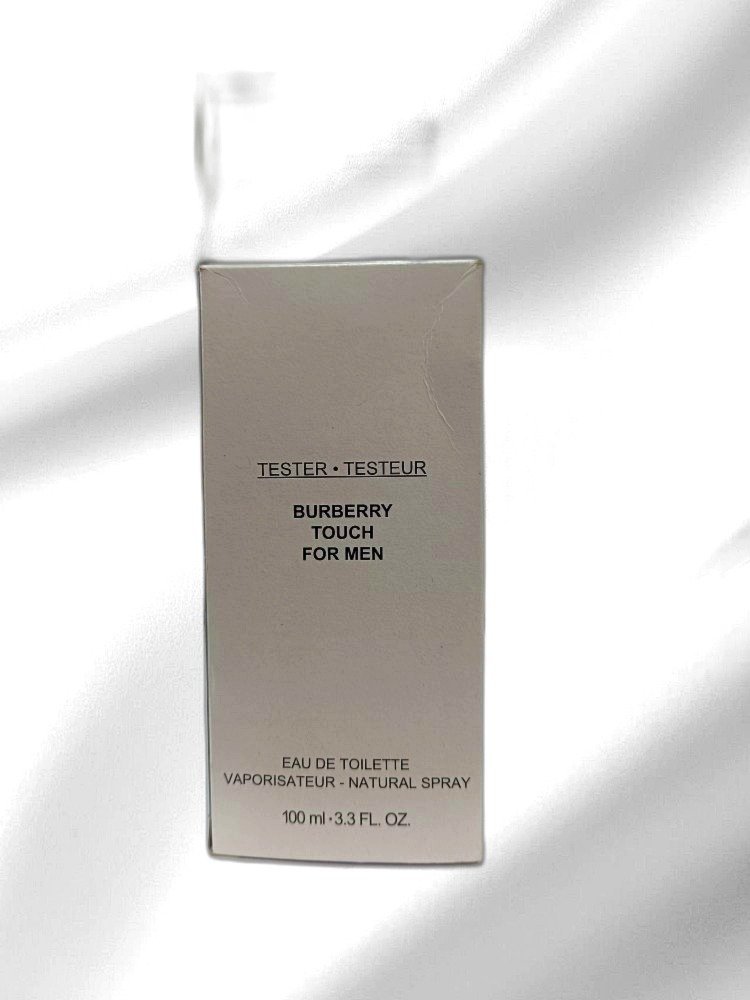 TESTER • TESTEUR
BURBERRY
TOUCH
FOR MEN
EAU DE TOILETTE
VAPORISATEUR - NATURAL SPRAY
100 ml • 3.3 FL. OZ.